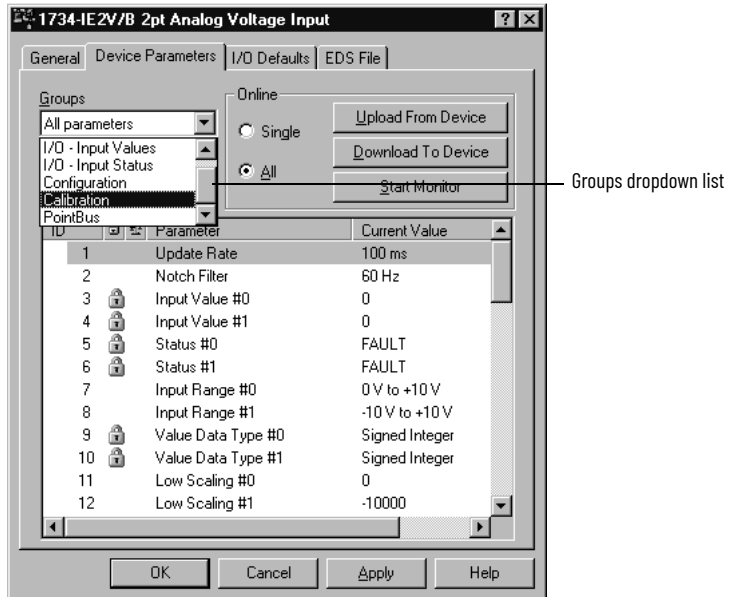 1734-IE2V/B 2pt Analog Voltage Input
General Device Parameters I/O Defaults EDS File
Groups
All parameters
I/O - Input Values
I/O - Input Status
Configuration
Calibration
PointBus
Online
Single
All
Upload From Device
Download To Device
Start Monitor
Groups dropdown list
ID Parameter Current Value
1 Update Rate 100 ms
2 Notch Filter 60 Hz
3 Input Value #0 0
4 Input Value #1 0
5 Status #0 FAULT
6 Status #1 FAULT
7 Input Range #0 0 V to +10 V
8 Input Range #1 -10 V to +10 V
9 Value Data Type #0 Signed Integer
10 Value Data Type #1 Signed Integer
11 Low Scaling #0 0
12 Low Scaling #1 -10000
OK Cancel Apply Help